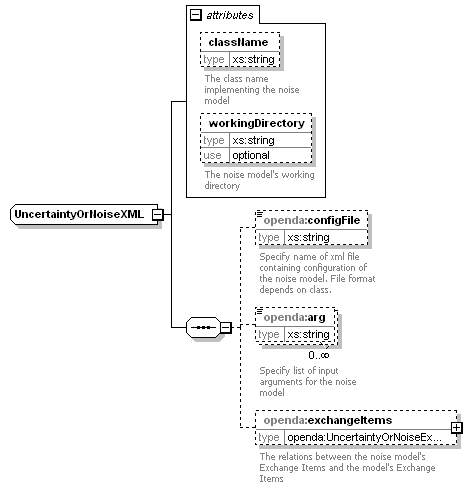 attributes
className
type xs:string
The class name
implementing the noise
model
workingDirectory
type xs:string
use optional
The noise model's working
directory
UncertaintyOrNoiseXML
openda:configFile
type xs:string
Specify name of xml file
containing configuration of
the noise model. File format
depends on class.
openda:arg
type xs:string
0..∞
Specify list of input
arguments for the noise
model
openda:exchangeItems
type openda:UncertaintyOrNoiseEx...
The relations between the noise model's
Exchange Items and the model's Exchange
Items